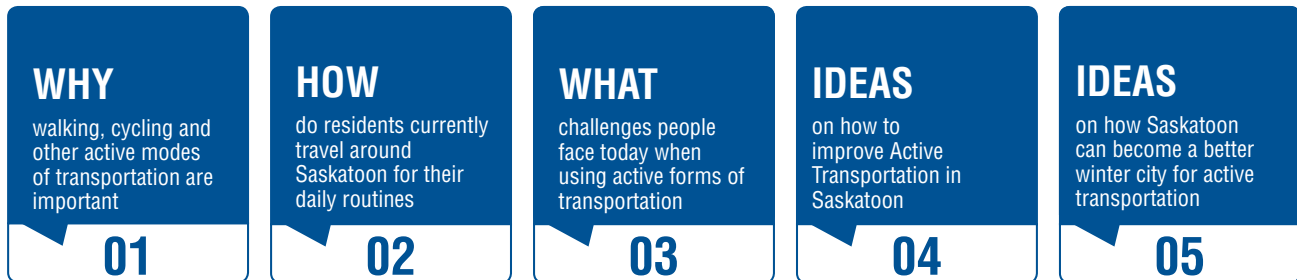 WHY
walking, cycling and
other active modes
of transportation are
important
01
HOW
do residents currently
travel around
Saskatoon for their
daily routines
02
WHAT
challenges people
face today when
using active forms of
transportation
03
IDEAS
on how to
improve Active
Transportation in
Saskatoon
04
IDEAS
on how Saskatoon
can become a better
winter city for active
transportation
05